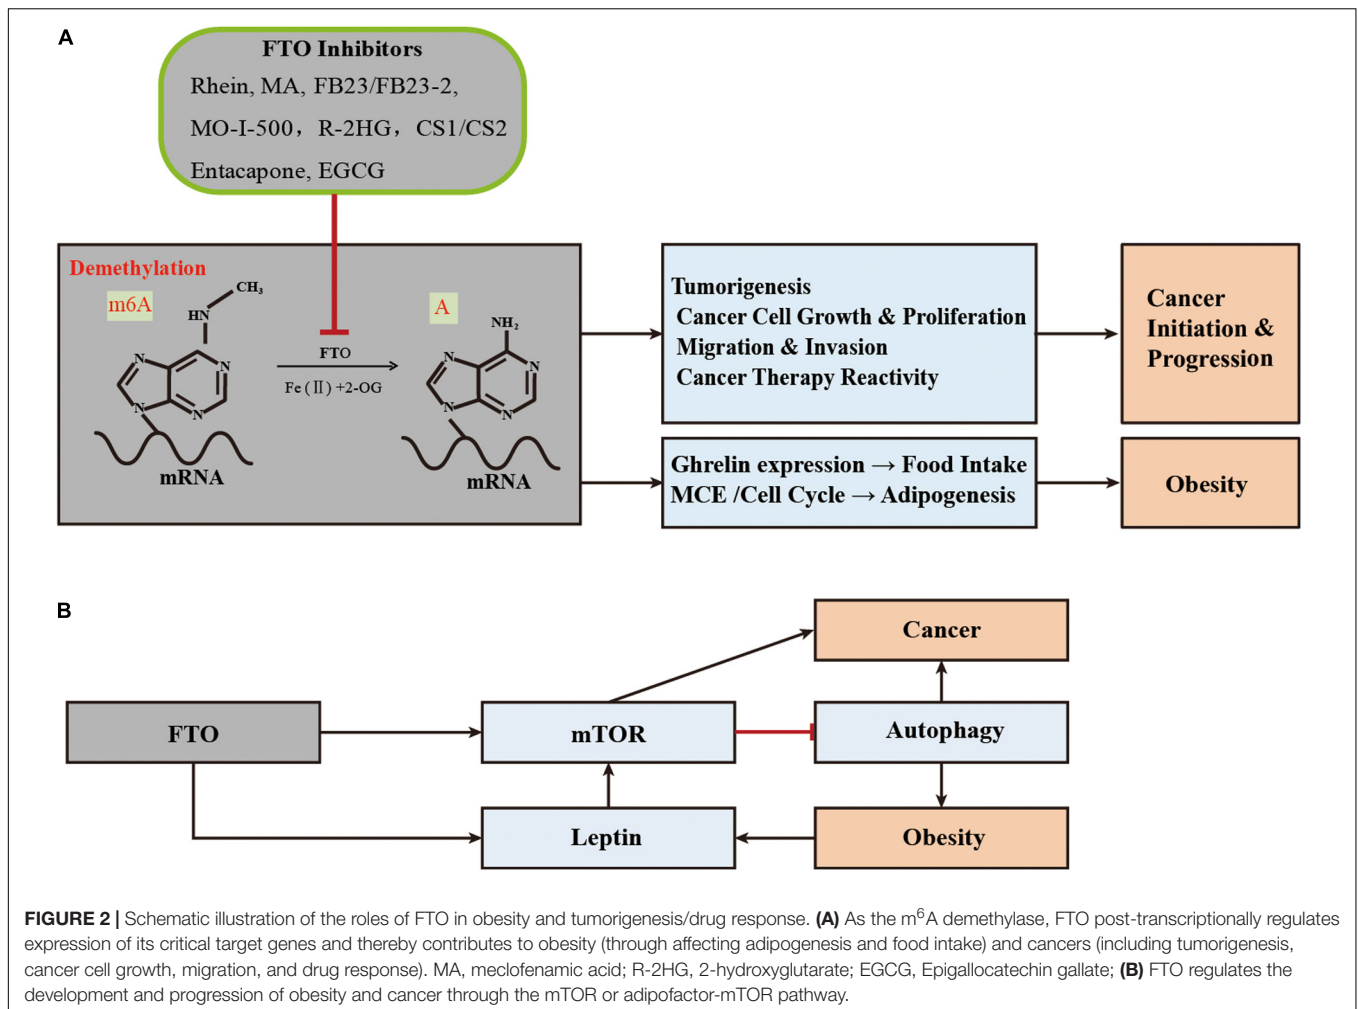 A
FTO Inhibitors
Rhein, MA, FB23/FB23-2,
MO-I-500，R-2HG，CS1/CS2
Entacapone, EGCG
Demethylation
m6A
CH3
HN
N
N
N
N
FTO
Fe(Ⅱ)+2-OG
mRNA
A
NH2
N
N
N
N
mRNA
Tumorigenesis
Cancer Cell Growth & Proliferation
Migration & Invasion
Cancer Therapy Reactivity
Cancer
Initiation &
Progression
Ghrelin expression → Food Intake
MCE /Cell Cycle → Adipogenesis
Obesity
B
Cancer
FTO
mTOR
Autophagy
Leptin
Obesity
FIGURE 2 | Schematic illustration of the roles of FTO in obesity and tumorigenesis/drug response. (A) As the m6A demethylase, FTO post-transcriptionally regulates
expression of its critical target genes and thereby contributes to obesity (through affecting adipogenesis and food intake) and cancers (including tumorigenesis,
cancer cell growth, migration, and drug response). MA, meclofenamic acid; R-2HG, 2-hydroxyglutarate; EGCG, Epigallocatechin gallate; (B) FTO regulates the
development and progression of obesity and cancer through the mTOR or adipofactor-mTOR pathway.